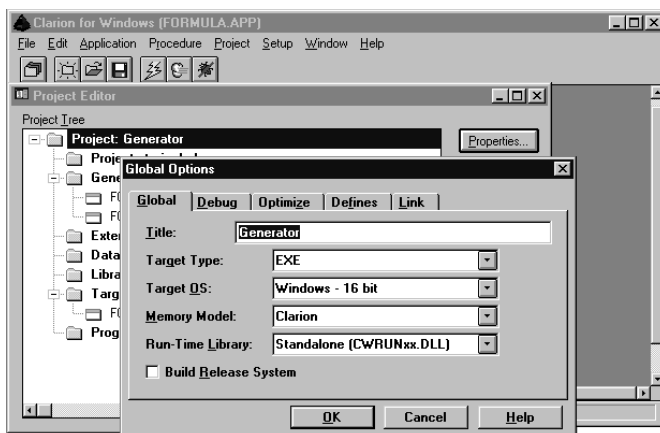 Clarion for Windows (FORMULA.APP)
File Edit Application Procedure Project Setup Window Help
Project Editor
Project Tree
Project: Generator
Properties...
Global Options
Global Debug Optimize Defines Link
Title: Generator
Target Type: EXE
Target OS: Windows - 16 bit
Memory Model: Clarion
Run-Time Library: Standalone (CWRUNxx.DLL)
Build Release System
OK Cancel Help